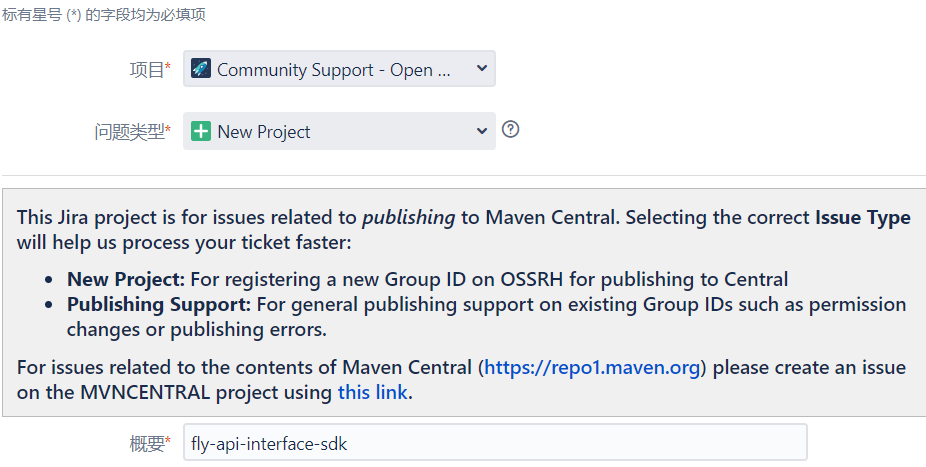 标有星号 (*) 的字段均为必填项
项目* Community Support - Open ...
问题类型* New Project
This Jira project is for issues related to publishing to Maven Central. Selecting the correct Issue Type
will help us process your ticket faster:
• New Project: For registering a new Group ID on OSSRH for publishing to Central
• Publishing Support: For general publishing support on existing Group IDs such as permission
changes or publishing errors.
For issues related to the contents of Maven Central (https://repo1.maven.org) please create an issue
on the MVNCENTRAL project using this link.
概要* fly-api-interface-sdk